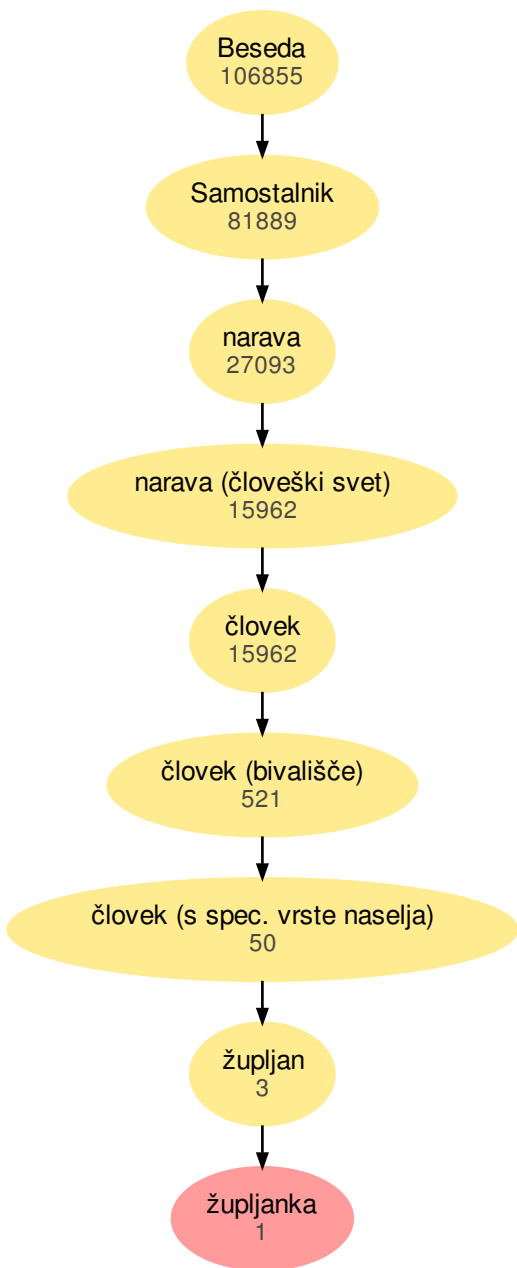 Beseda
106855
Samostalnik
81889
narava
27093
narava (človeški svet)
15962
človek
15962
človek (bivališče)
521
človek (s spec. vrste naselja)
50
župljan
3
župljanka
1